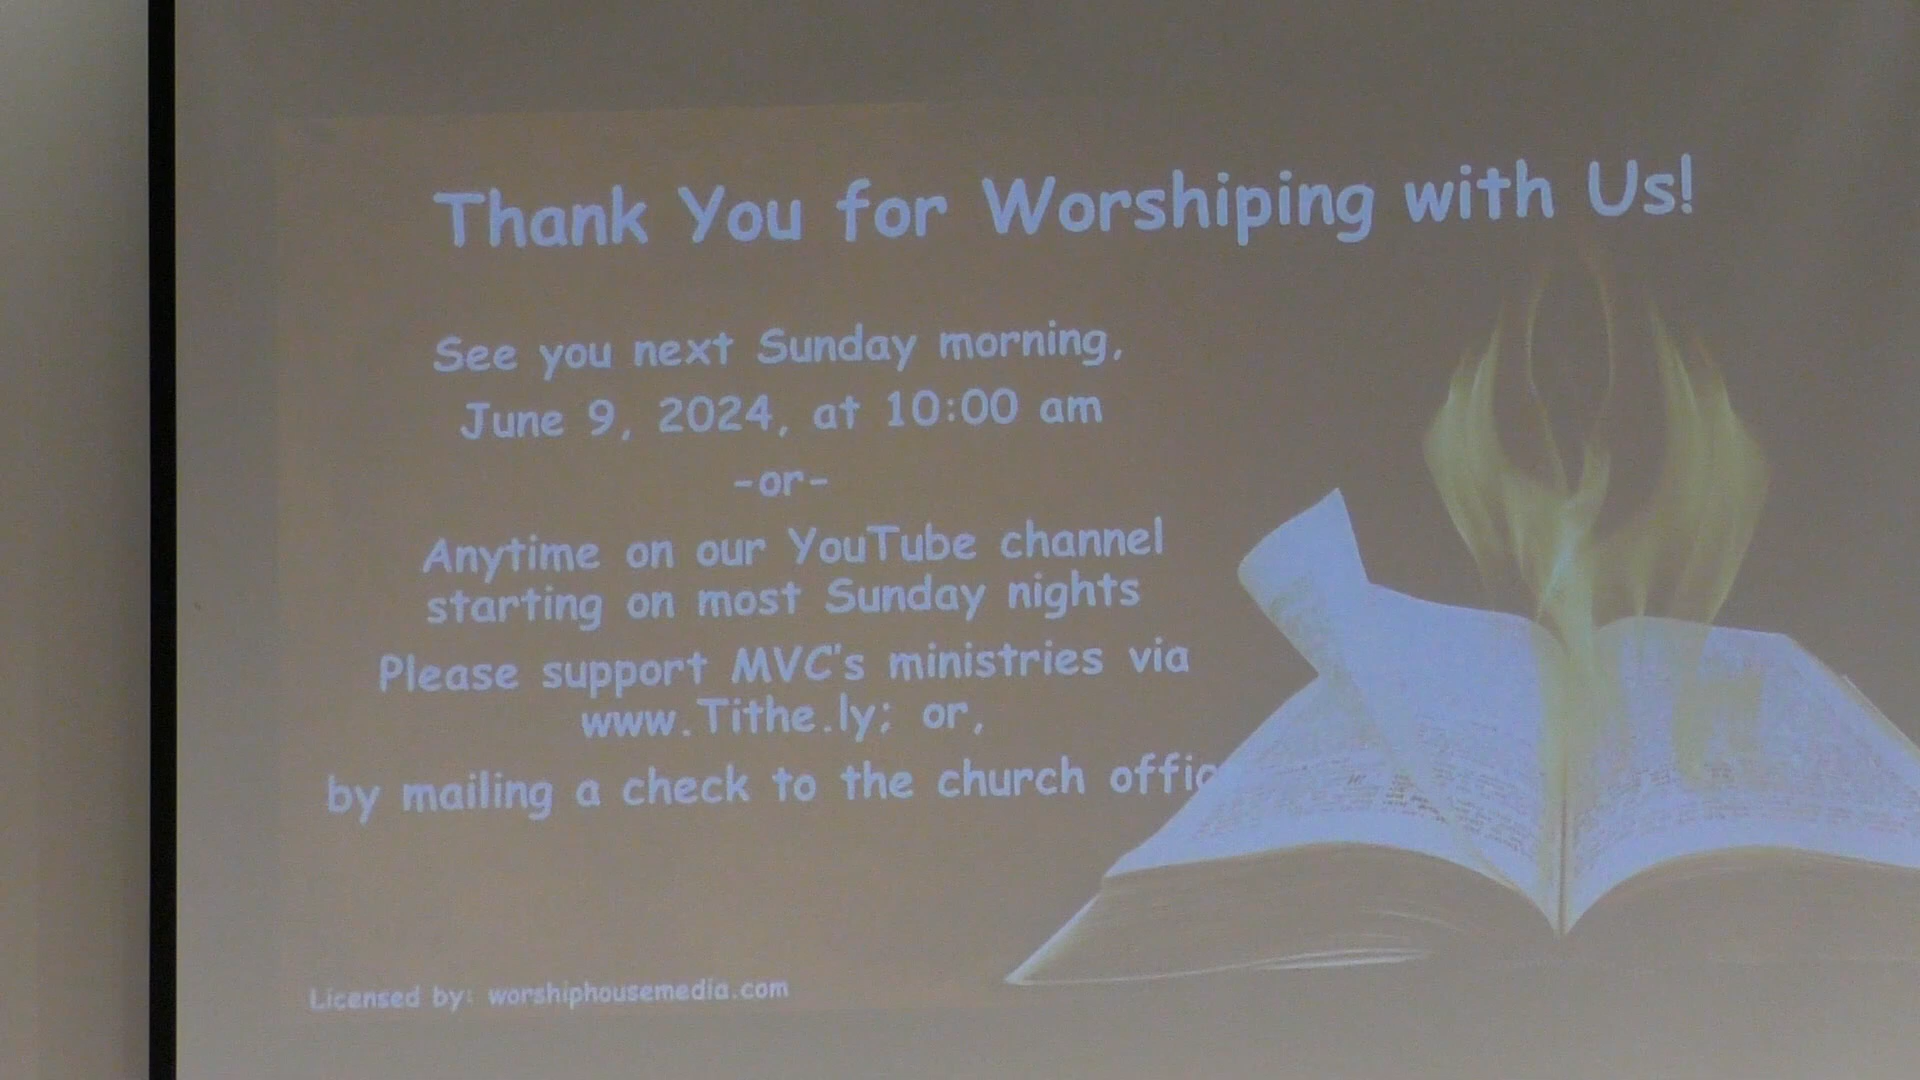 Thank You for Worshiping with Us!
See you next Sunday morning,
June 9, 2024, at 10:00 am
-or-
Anytime on our YouTube channel
starting on most Sunday nights
Please support MVC's ministries via
www.Tithe.ly; or,
by mailing a check to the church offic
Licensed by: worshiphousemedia.com